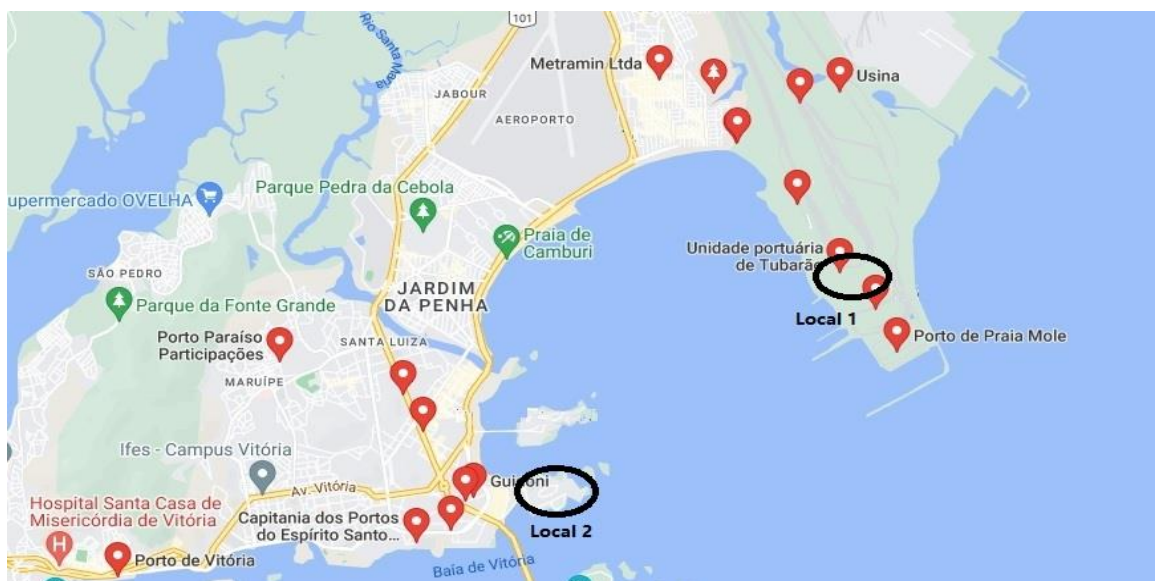 101
Rio Santa Maria
Metramin Ltda
Usina
JABOUR
AEROPORTO
Parque Pedra da Cebola
upermercado OVELHA
Praia de
Camburi
Unidade portuária
de Tubarão
SÃO PEDRO
JARDIM
DA PENHA
Parque da Fonte Grande
Local 1
Porto Paraíso
Participações
SANTA LUIZA
Porto de Praia Mole
MARUÍPE
Ifes - Campus Vitória
Av. Vitória
Local 2
Hospital Santa Casa de
Misericórdia de Vitória
Capitania dos Portos
do Espírito Santo...
Porto de Vitória
Baía de Vitória
H